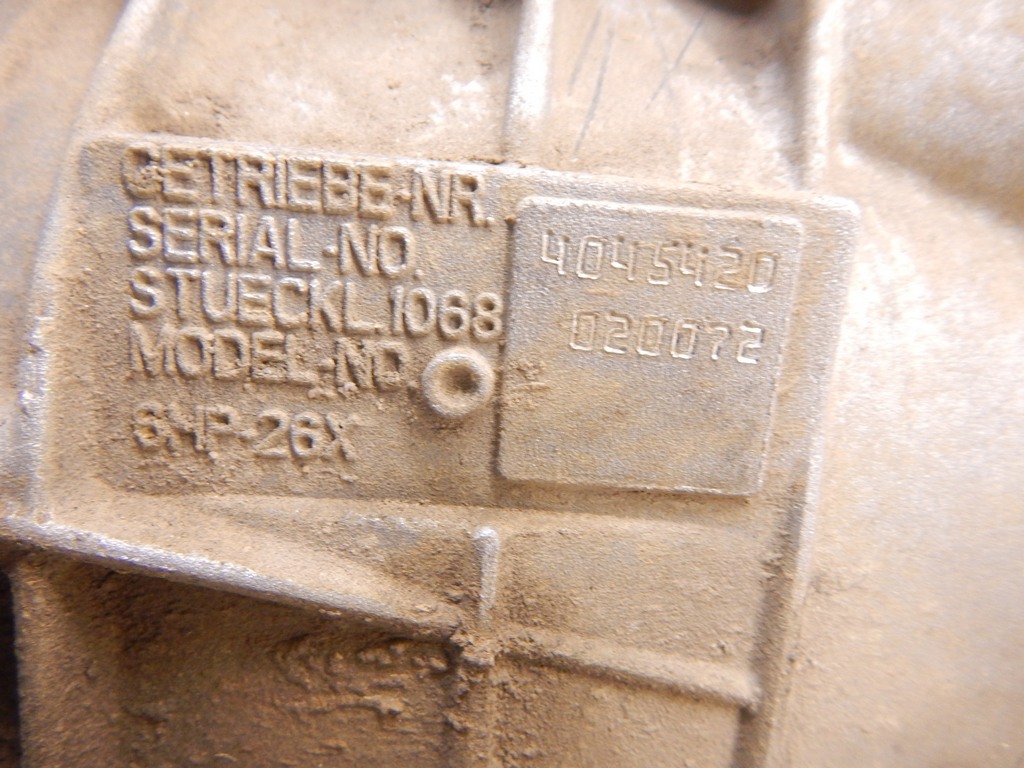 GETRIEBE-NR.
SERIAL-NO. 4045420
STUECKL.1068 020072
MODEL-NO.
6HP-26X